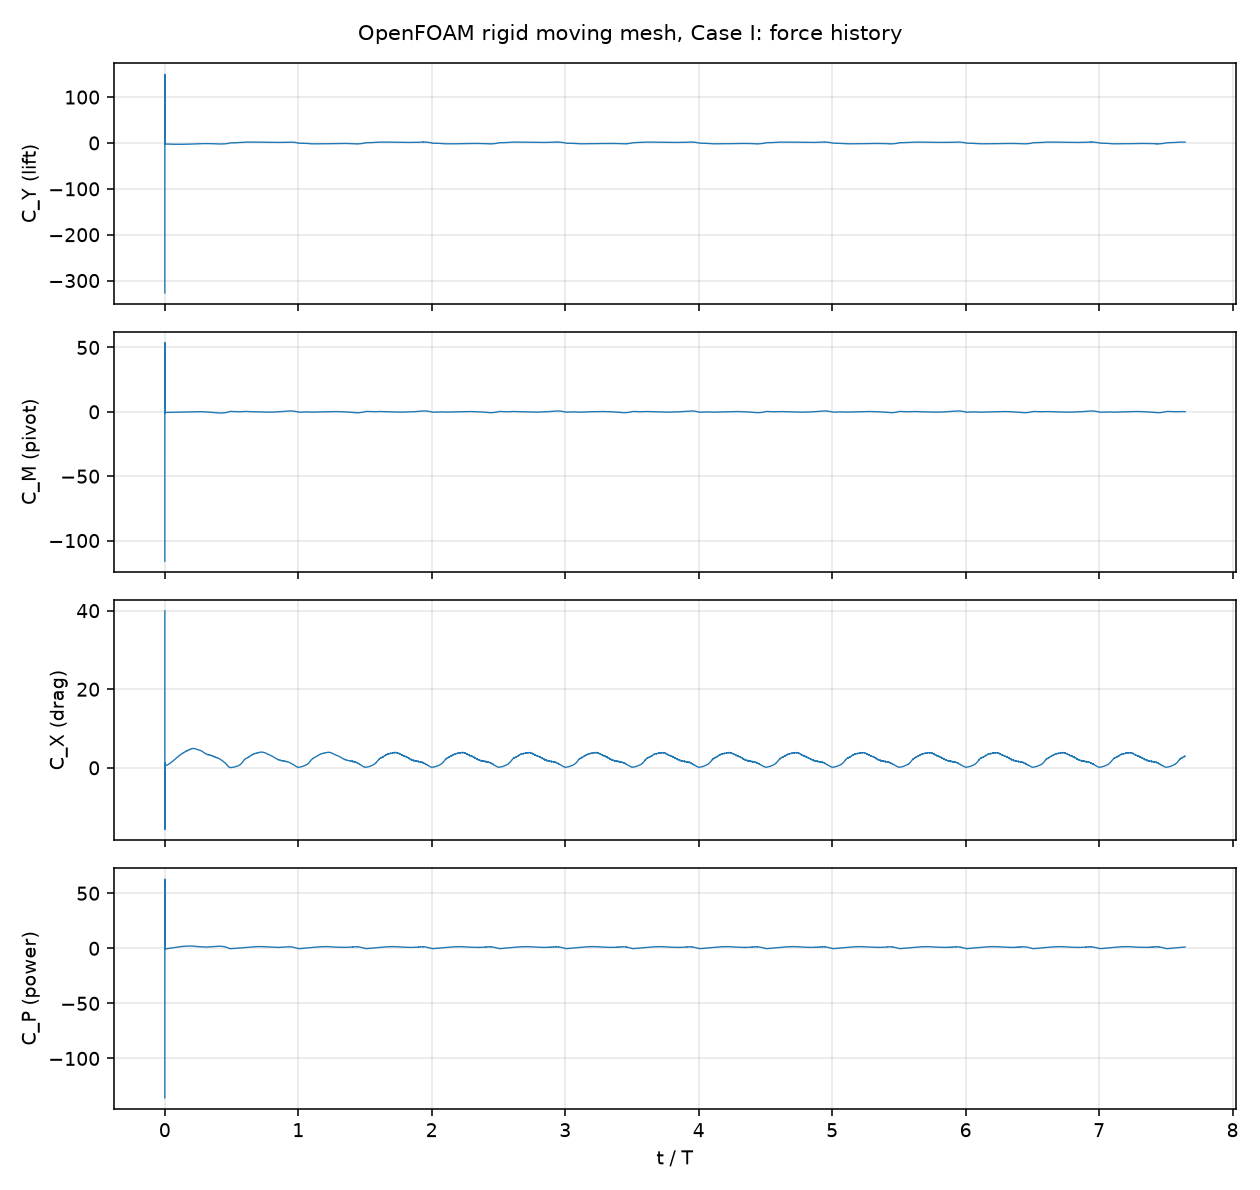 OpenFOAM rigid moving mesh, Case I: force history
100
0
−100
−200
−300
C_Y (lift)
50
0
−50
−100
C_M (pivot)
40
20
0
C_X (drag)
50
0
−50
−100
C_P (power)
0 1 2 3 4 5 6 7 8
t / T